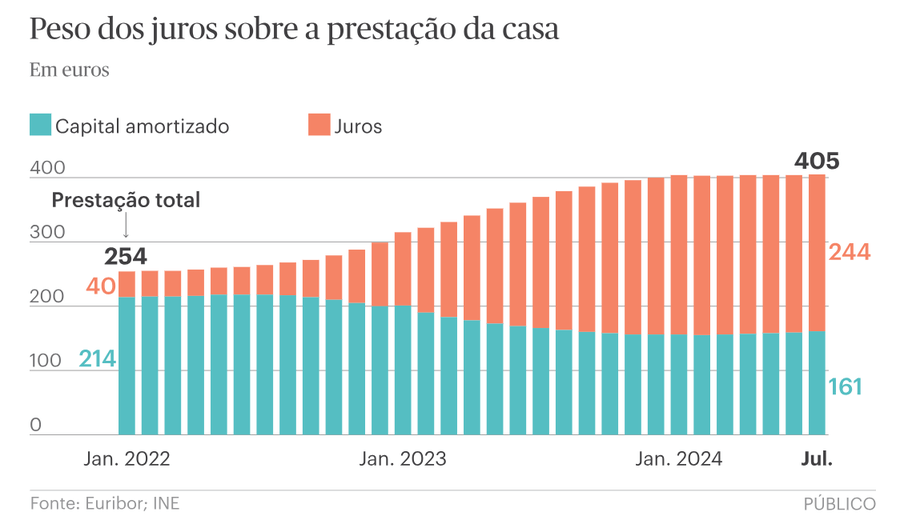 Peso dos juros sobre a prestação da casa
Em euros
Capital amortizado
Juros
400
405
Prestação total
300
254
244
40
200
214
100
161
0
Jan. 2022
Jan. 2023
Jan. 2024
Jul.
Fonte: Euribor; INE
PÚBLICO